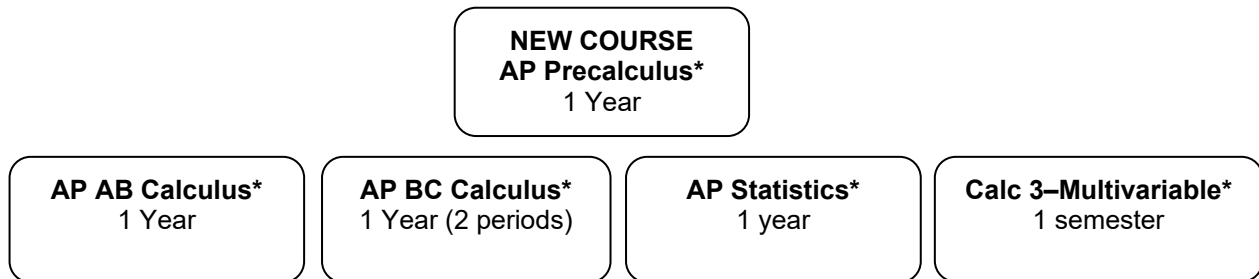 NEW COURSE
AP Precalculus*
1 Year
AP AB Calculus*
1 Year
AP BC Calculus*
1 Year (2 periods)
AP Statistics*
1 year
Calc 3–Multivariable*
1 semester